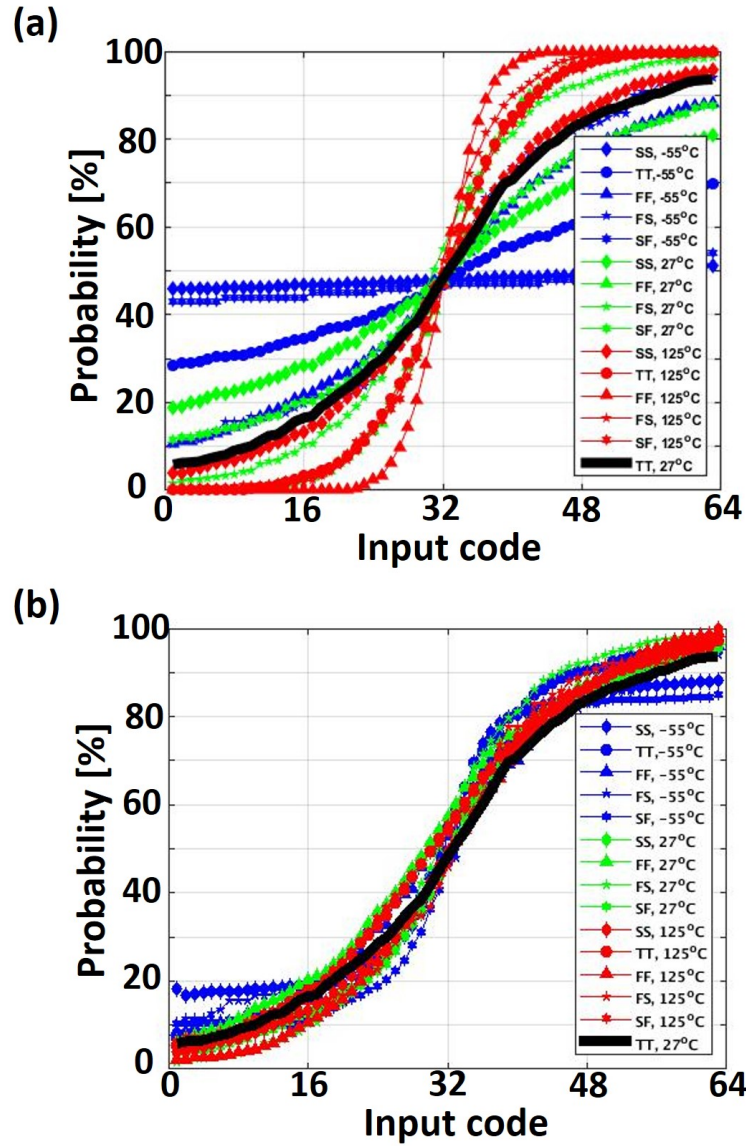 (a)
Probability [%]
100
80
60
40
20
0
0 16 32 48 64
Input code
SS, -55°C
TT,-55°C
FF, -55°C
FS, -55°C
SF, -55°C
SS, 27°C
FF, 27°C
FS, 27°C
SF, 27°C
SS, 125°C
TT, 125°C
FF, 125°C
FS, 125°C
SF, 125°C
TT, 27°C
(b)
Probability [%]
100
80
60
40
20
0
0 16 32 48 64
Input code
SS, -55°C
TT,-55°C
FF, -55°C
FS, -55°C
SF, -55°C
SS, 27°C
FF, 27°C
FS, 27°C
SF, 27°C
SS, 125°C
TT, 125°C
FF, 125°C
FS, 125°C
SF, 125°C
TT, 27°C